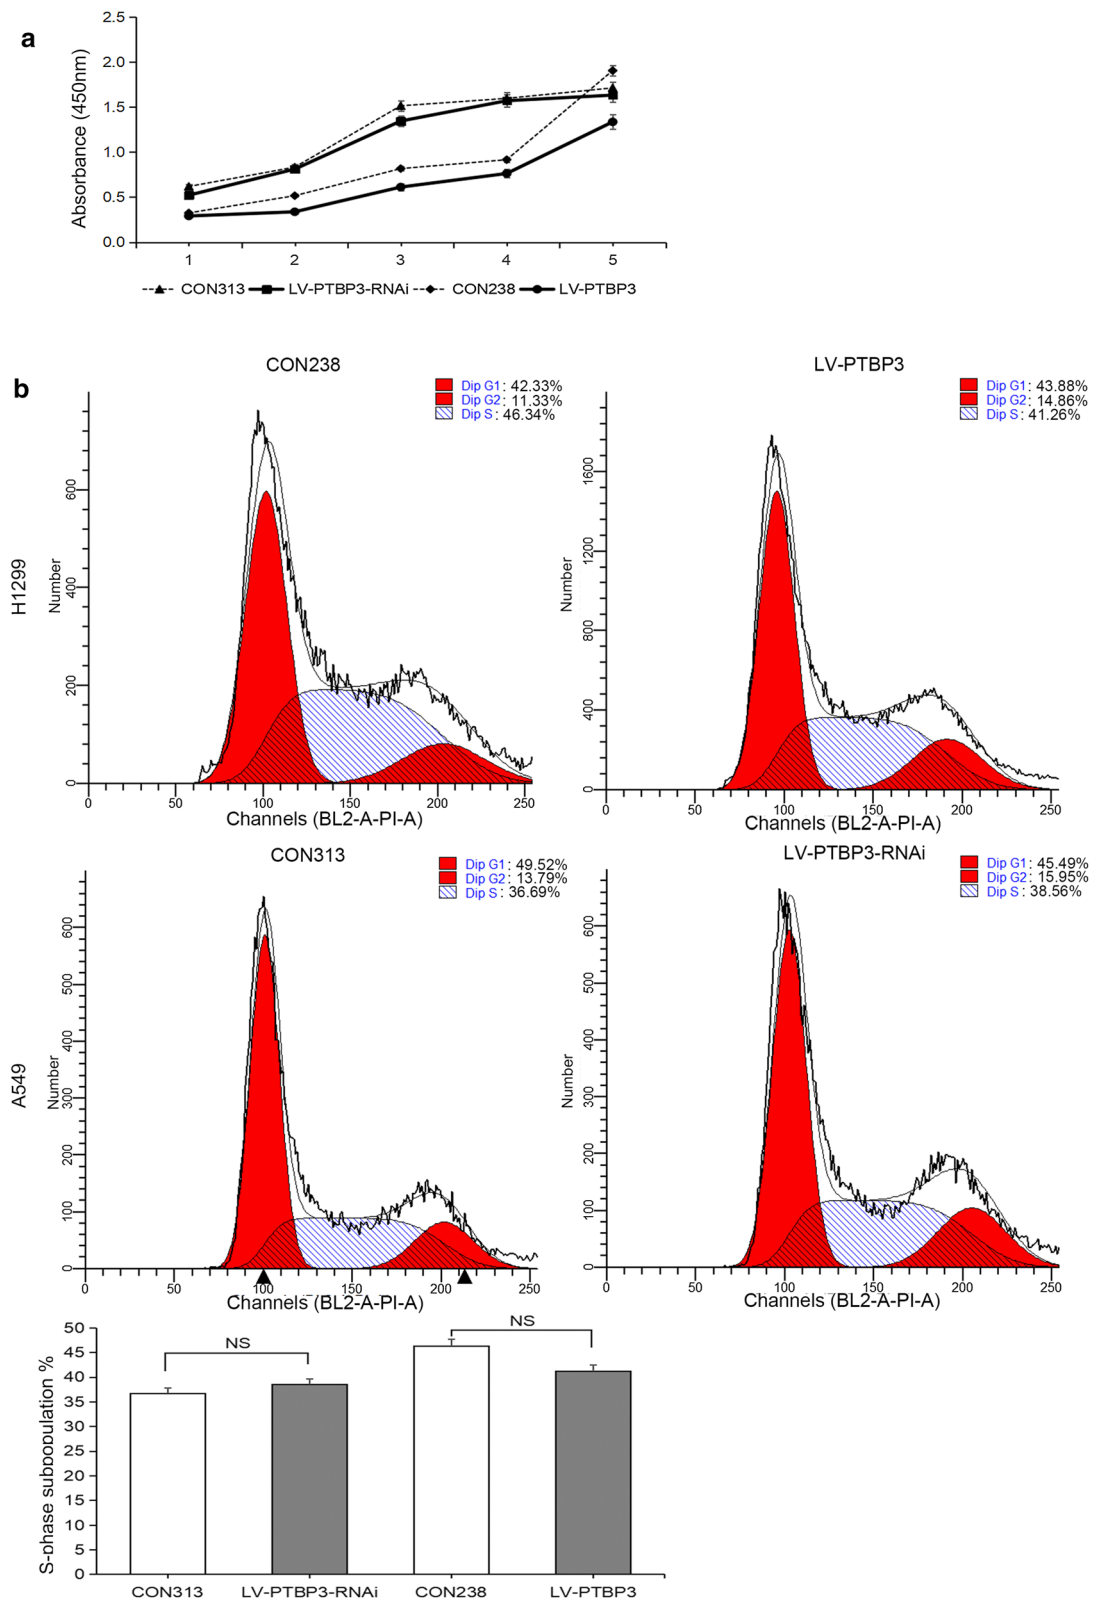 a
2.5
2.0
1.5
1.0
0.5
0.0
Absorbance (450nm)
1 2 3 4 5
CON313 LV-PTBP3-RNAi CON238 LV-PTBP3
b
H1299
CON238
Dip G1: 42.33%
Dip G2: 11.33%
Dip S: 46.34%
Number
600
400
200
0
0 50 100 150 200 250
Channels (BL2-A-PI-A)
LV-PTBP3
Dip G1: 43.88%
Dip G2: 14.86%
Dip S: 41.26%
Number
1600
1200
800
400
0
0 50 100 150 200 250
Channels (BL2-A-PI-A)
A549
CON313
Dip G1: 49.52%
Dip G2: 13.79%
Dip S: 36.69%
Number
600
500
400
300
200
100
0
0 50 100 150 200 250
Channels (BL2-A-PI-A)
LV-PTBP3-RNAi
Dip G1: 45.49%
Dip G2: 15.95%
Dip S: 38.56%
Number
600
500
400
300
200
100
0
0 50 100 150 200 250
Channels (BL2-A-PI-A)
S-phase subpopulation %
50
45
40
35
30
25
20
15
10
5
0
NS
NS
CON313 LV-PTBP3-RNAi CON238 LV-PTBP3